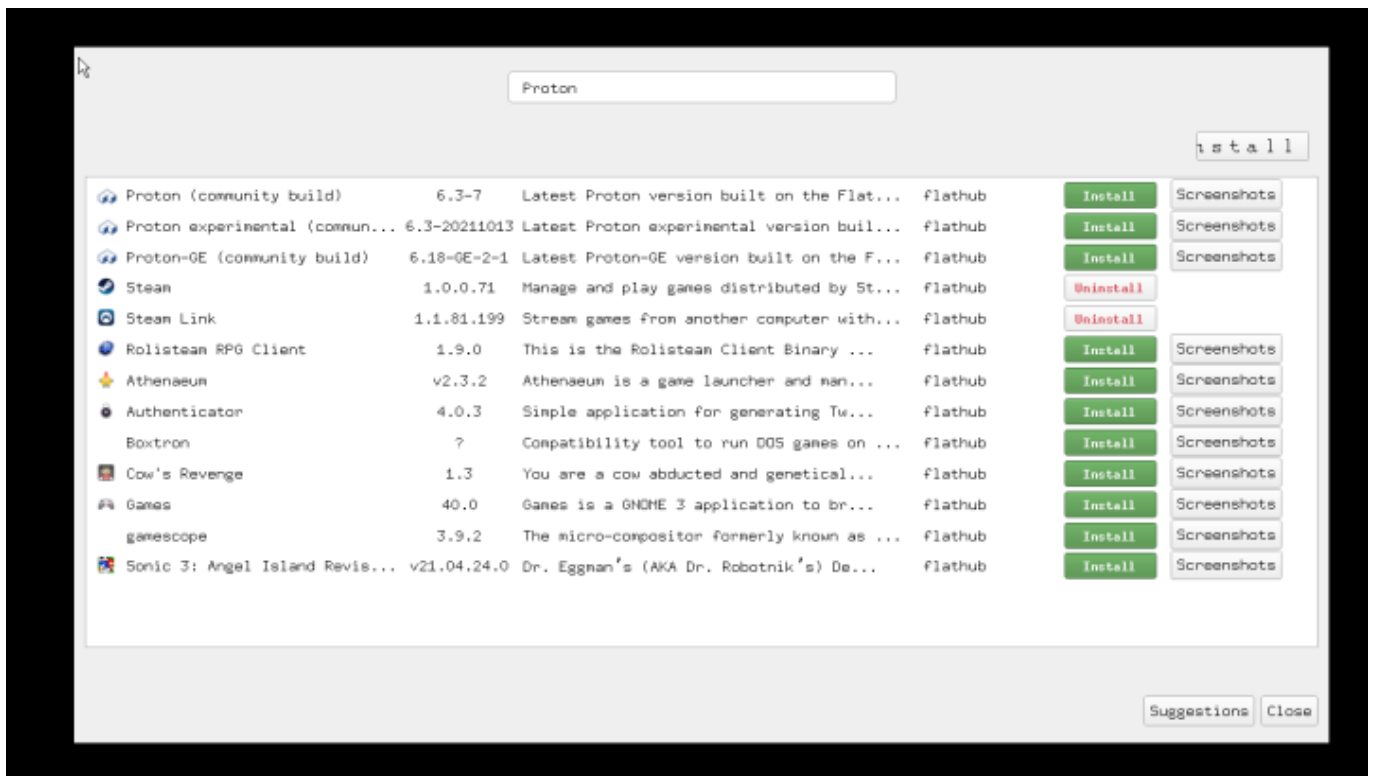 Proton
nstall
Proton (community build) 6.3-7 Latest Proton version built on the Flat... flathub Install Screenshots
Proton experimental (commun... 6.3-20211013 Latest Proton experimental version buil... flathub Install Screenshots
Proton-GE (community build) 6.18-GE-2-1 Latest Proton-GE version built on the F... flathub Install Screenshots
Steam 1.0.0.71 Manage and play games distributed by St... flathub Uninstall
Steam Link 1.1.81.199 Stream games from another computer with... flathub Uninstall
Rolisteam RPG Client 1.9.0 This is the Rolisteam Client Binary ... flathub Install Screenshots
Athenaeum v2.3.2 Athenaeum is a game launcher and man... flathub Install Screenshots
Authenticator 4.0.3 Simple application for generating Tw... flathub Install Screenshots
Boxtron ? Compatibility tool to run DOS games on ... flathub Install Screenshots
Cow's Revenge 1.3 You are a cow abducted and genetical... flathub Install Screenshots
Games 40.0 Games is a GNOME 3 application to br... flathub Install Screenshots
gamescope 3.9.2 The micro-compositor formerly known as ... flathub Install Screenshots
Sonic 3: Angel Island Revis... v21.04.24.0 Dr. Eggman's (AKA Dr. Robotnik's) De... flathub Install Screenshots
Suggestions Close